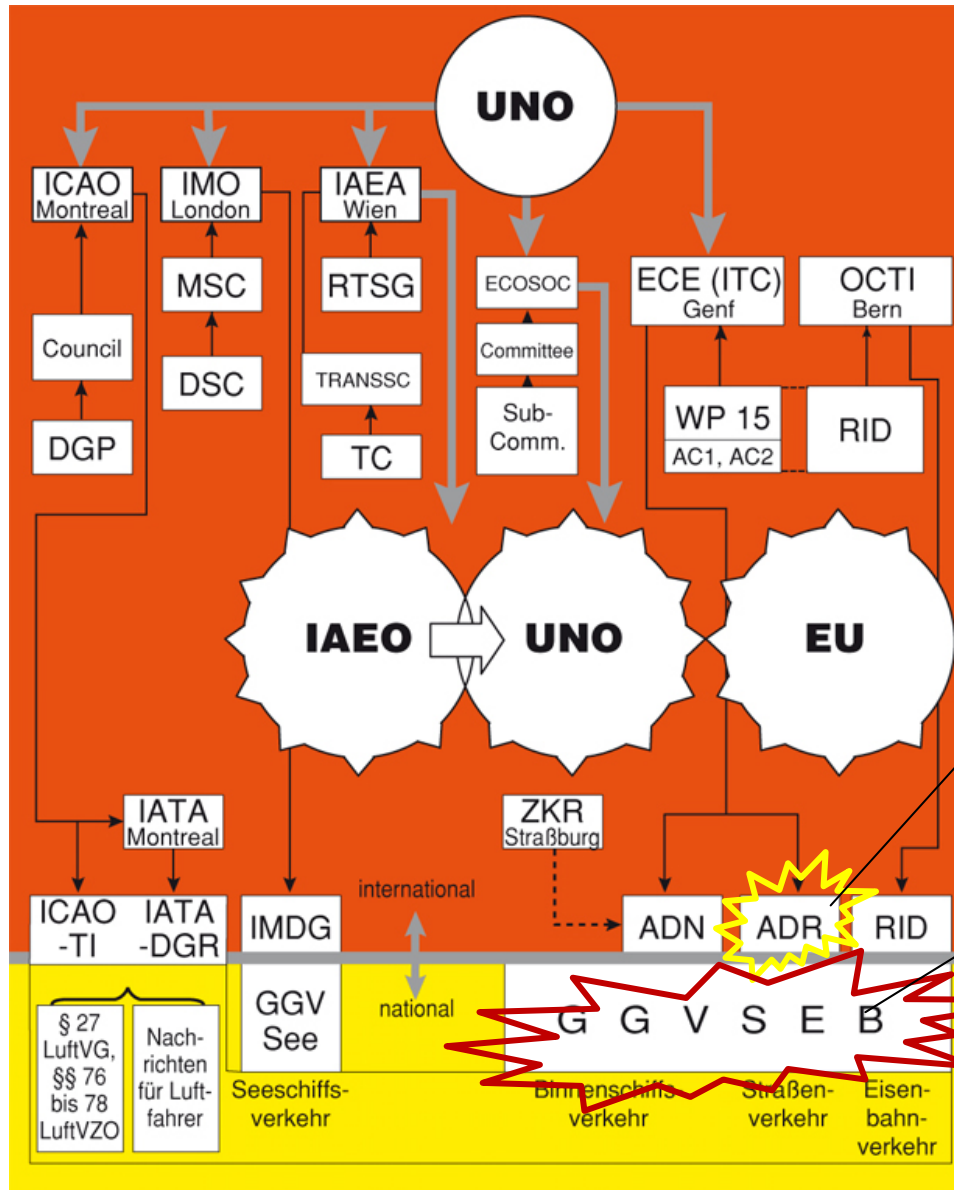 UNO
ICAO
Montreal
IMO
London
IAEA
Wien
MSC
RTSG
ECOSOC
ECE (ITC)
Genf
OCTI
Bern
Council
DSC
TRANSSC
Committee
DGP
TC
Sub-
Comm.
WP 15
AC1, AC2
RID
IAEO
UNO
EU
IATA
Montreal
ZKR
Straßburg
international
ICAO
-TI
IATA
-DGR
IMDG
ADN
ADR
RID
national
§ 27
LuftVG,
§§ 76
bis 78
LuftVZO
Nach-
richten
für Luft-
fahrer
GGV
See
G G V S E B
Seeschiffs-
verkehr
Binnenschiffs-
verkehr
Straßen-
verkehr
Eisen-
bahn-
verkehr